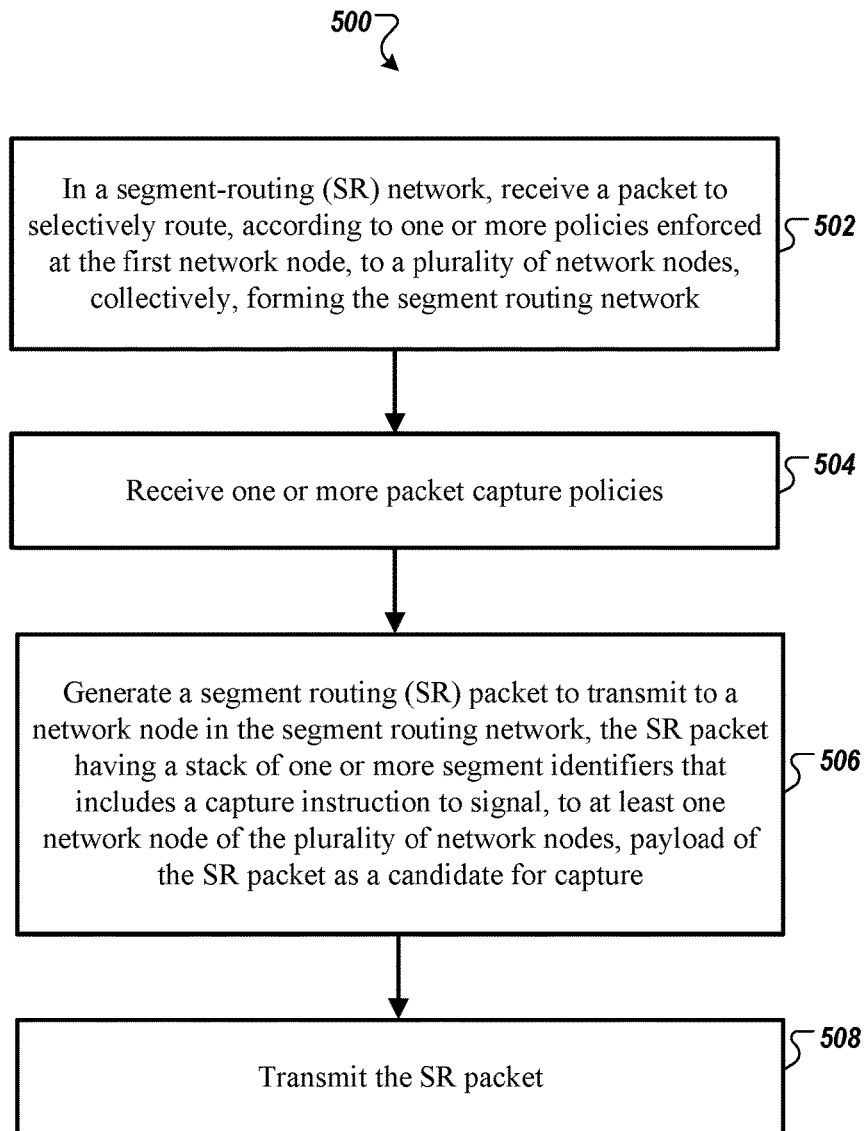 500
In a segment-routing (SR) network, receive a packet to
selectively route, according to one or more policies enforced
at the first network node, to a plurality of network nodes,
collectively, forming the segment routing network
502
Receive one or more packet capture policies
504
Generate a segment routing (SR) packet to transmit to a
network node in the segment routing network, the SR packet
having a stack of one or more segment identifiers that
includes a capture instruction to signal, to at least one
network node of the plurality of network nodes, payload of
the SR packet as a candidate for capture
506
Transmit the SR packet
508